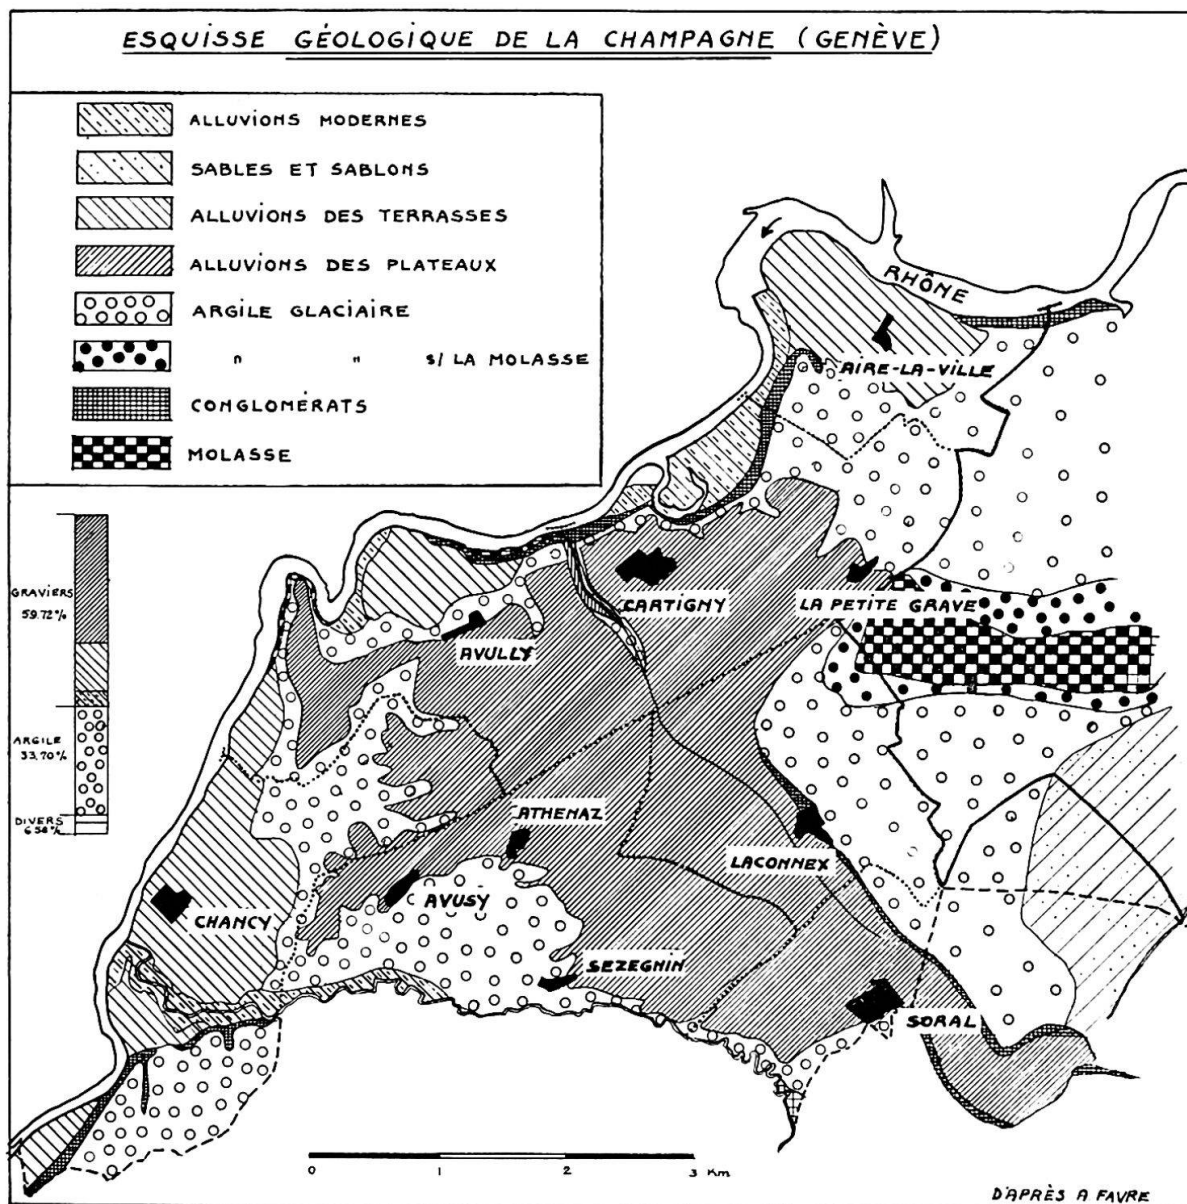 ESQUISSE GÉOLOGIQUE DE LA CHAMPAGNE (GENÈVE)
ALLUVIONS MODERNES
SABLES ET SABLONS
ALLUVIONS DES TERRASSES
ALLUVIONS DES PLATEAUX
ARGILE GLACIAIRE
" " S/ LA MOLASSE
CONGLOMÉRATS
MOLASSE
RHÔNE
AIRE-LA-VILLE
GRAVIERS
59.72%
CARTIGNY
LA PETITE GRAVE
AVULLY
ARGILE
33,70%
DIVERS
6.58%
ATHENAZ
LACONNEX
AVUSY
CHANCY
SEZEGNIN
SORAL
0 1 2 3 Km
D'APRÈS A FAVRE